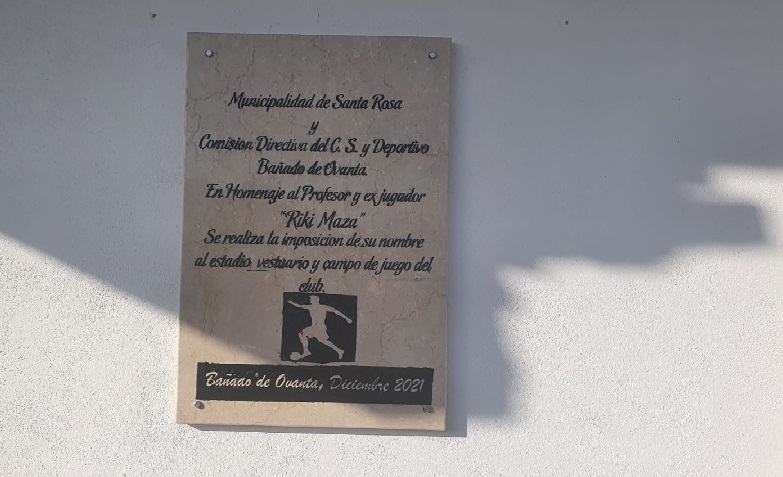 Municipalidad de Santa Rosa
y
Comision Directiva del C. S. y Deportivo
Bañado de Ovanta.
En Homenaje al Profesor y ex jugador
"Riki Maza"
Se realiza la imposicion de su nombre
al estadio, vestuario y campo de juego del
club.
Bañado de Ovanta, Diciembre 2021